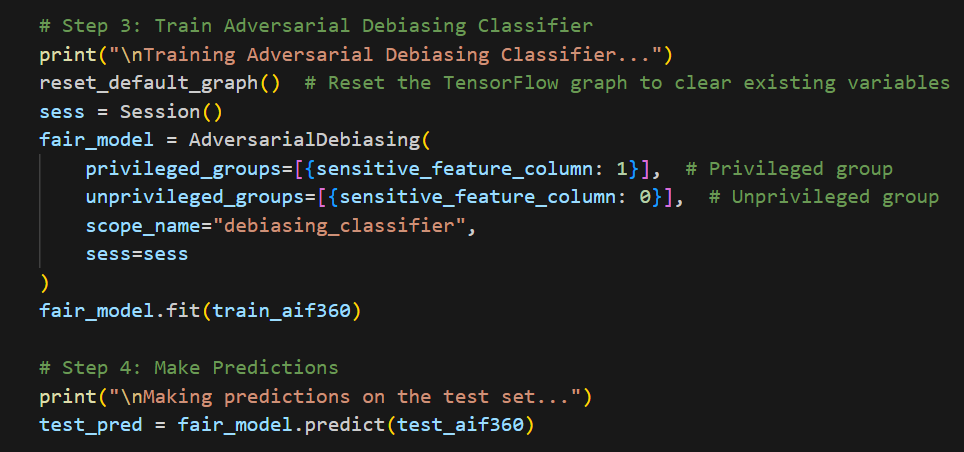 # Step 3: Train Adversarial Debiasing Classifier
print("\nTraining Adversarial Debiasing Classifier...")
reset_default_graph()  # Reset the TensorFlow graph to clear existing variables
sess = Session()
fair_model = AdversarialDebiasing(
    privileged_groups=[{sensitive_feature_column: 1}],  # Privileged group
    unprivileged_groups=[{sensitive_feature_column: 0}],  # Unprivileged group
    scope_name="debiasing_classifier",
    sess=sess
)
fair_model.fit(train_aif360)

# Step 4: Make Predictions
print("\nMaking predictions on the test set...")
test_pred = fair_model.predict(test_aif360)